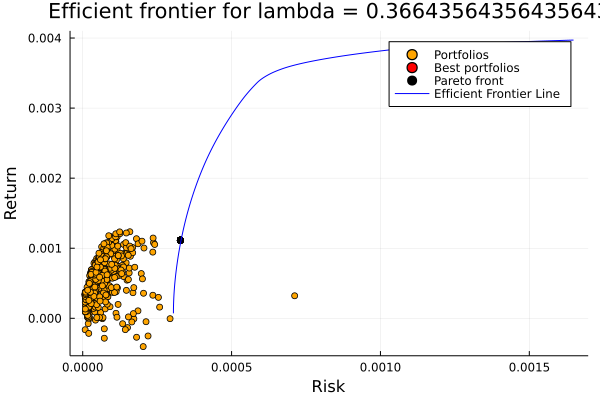 Efficient frontier for lambda = 0.3664356435643564
0.004
0.003
0.002
0.001
0.000
Return
Portfolios
Best portfolios
Pareto front
Efficient Frontier Line
0.0000
0.0005
0.0010
0.0015
Risk